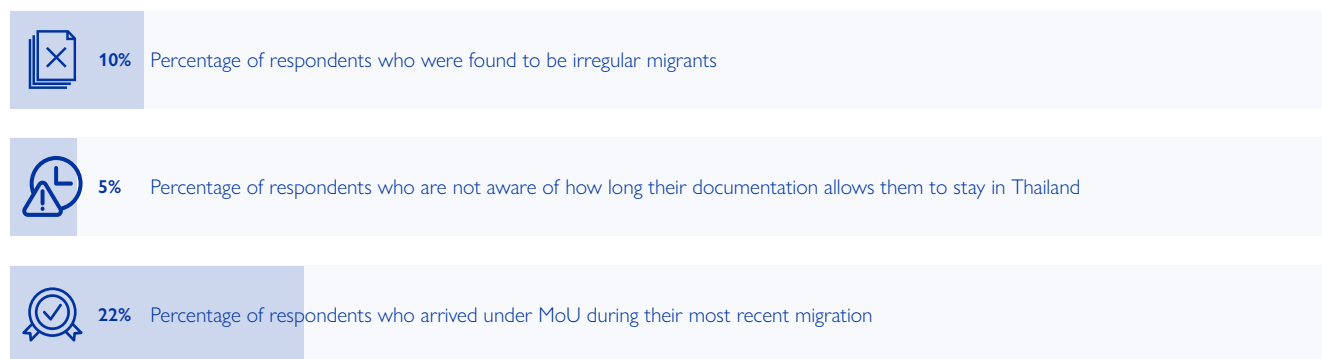 10% Percentage of respondents who were found to be irregular migrants
5% Percentage of respondents who are not aware of how long their documentation allows them to stay in Thailand
22% Percentage of respondents who arrived under MoU during their most recent migration